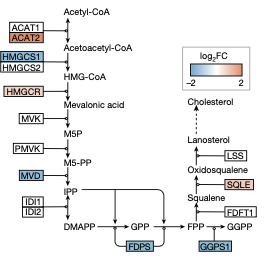 Acetyl-CoA
ACAT1
ACAT2
Acetoacetyl-CoA
HMGCS1
HMGCS2
HMG-CoA
HMGCR
Mevalonic acid
MVK
M5P
PMVK
M5-PP
MVD
IPP
IDI1
IDI2
DMAPP
GPP
FPP
GGPP
FDPS
GGPS1
log2FC
−2
2
Cholesterol
Lanosterol
LSS
Oxidosqualene
SQLE
Squalene
FDFT1